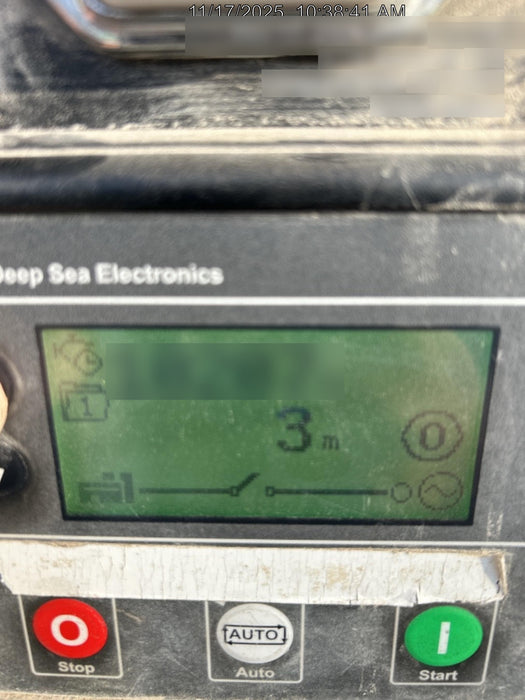 11/17/2025 10:38:41 AM
Deep Sea Electronics
1
3 m
0
O
AUTO
I
Stop
Auto
Start